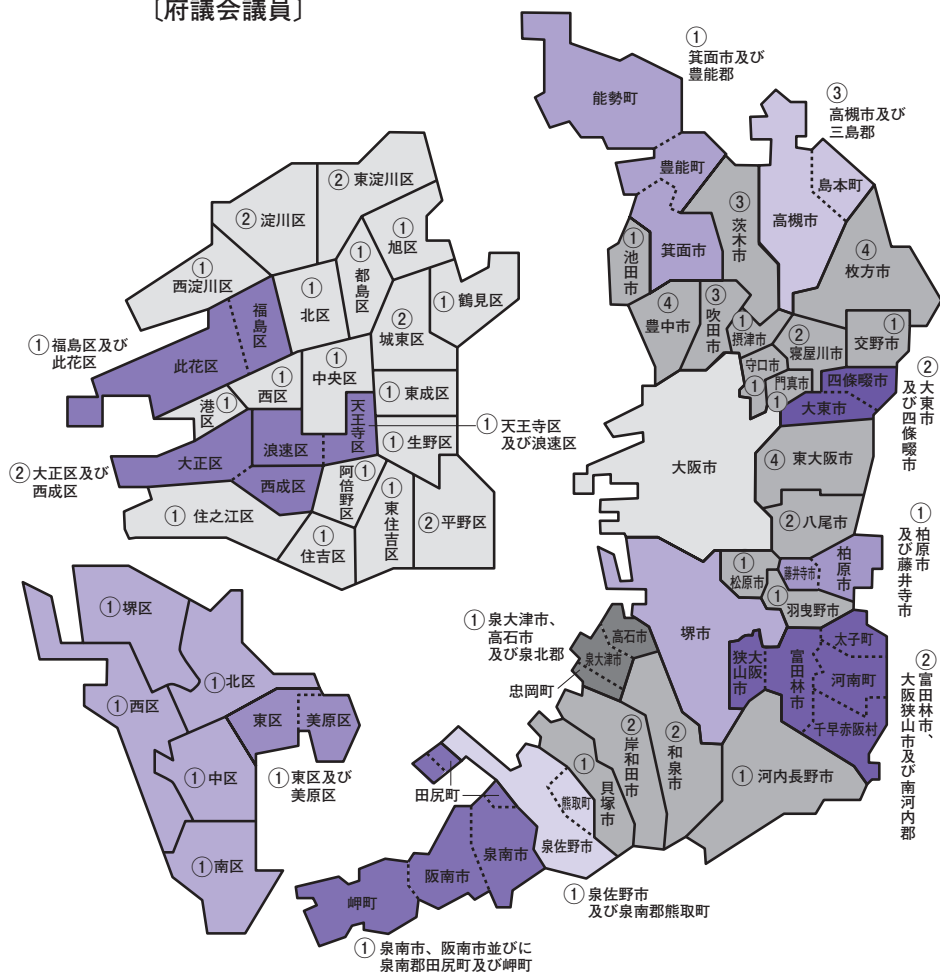 〔府議会議員〕
① 箕面市及び
豊能郡
能勢町
豊能町
箕面市
③
高槻市及び
三島郡
島本町
高槻市
③茨木市
①池田市
④枚方市
④
豊中市
③吹田市
①
摂津市
②
寝屋川市
①
交野市
守口市
①
門真市
①
四條畷市
大東市
②大東市
及び四條畷市
大阪市
④東大阪市
②八尾市
①柏原市
及び藤井寺市
柏原市
藤井寺市
①
松原市
①
羽曳野市
堺市
大阪
狭山市
富田林市
太子町
河南町
千早赤阪村
②富田林市、
大阪狭山市及び南河内郡
①河内長野市
① 泉大津市、
高石市
及び泉北郡
高石市
泉大津市
忠岡町
②和泉市
②岸和田市
①貝塚市
熊取町
泉佐野市
田尻町
泉南市
阪南市
岬町
① 泉佐野市
及び泉南郡熊取町
① 泉南市、阪南市並びに
泉南郡田尻町及び岬町
②東淀川区
②淀川区
①
旭区
①
西淀川区
①都島区
①
北区
①鶴見区
②
城東区
福島区
此花区
①福島区及び
此花区
①
中央区
①
西区
①東成区
港区①
天王寺区
浪速区
① 天王寺区
及び浪速区
①生野区
大正区
西成区
②大正区及び
西成区
阿倍野区①
①東住吉区
②平野区
①住之江区
①
住吉区
①堺区
①北区
①西区
東区
美原区
①東区及び
美原区
①中区
①南区